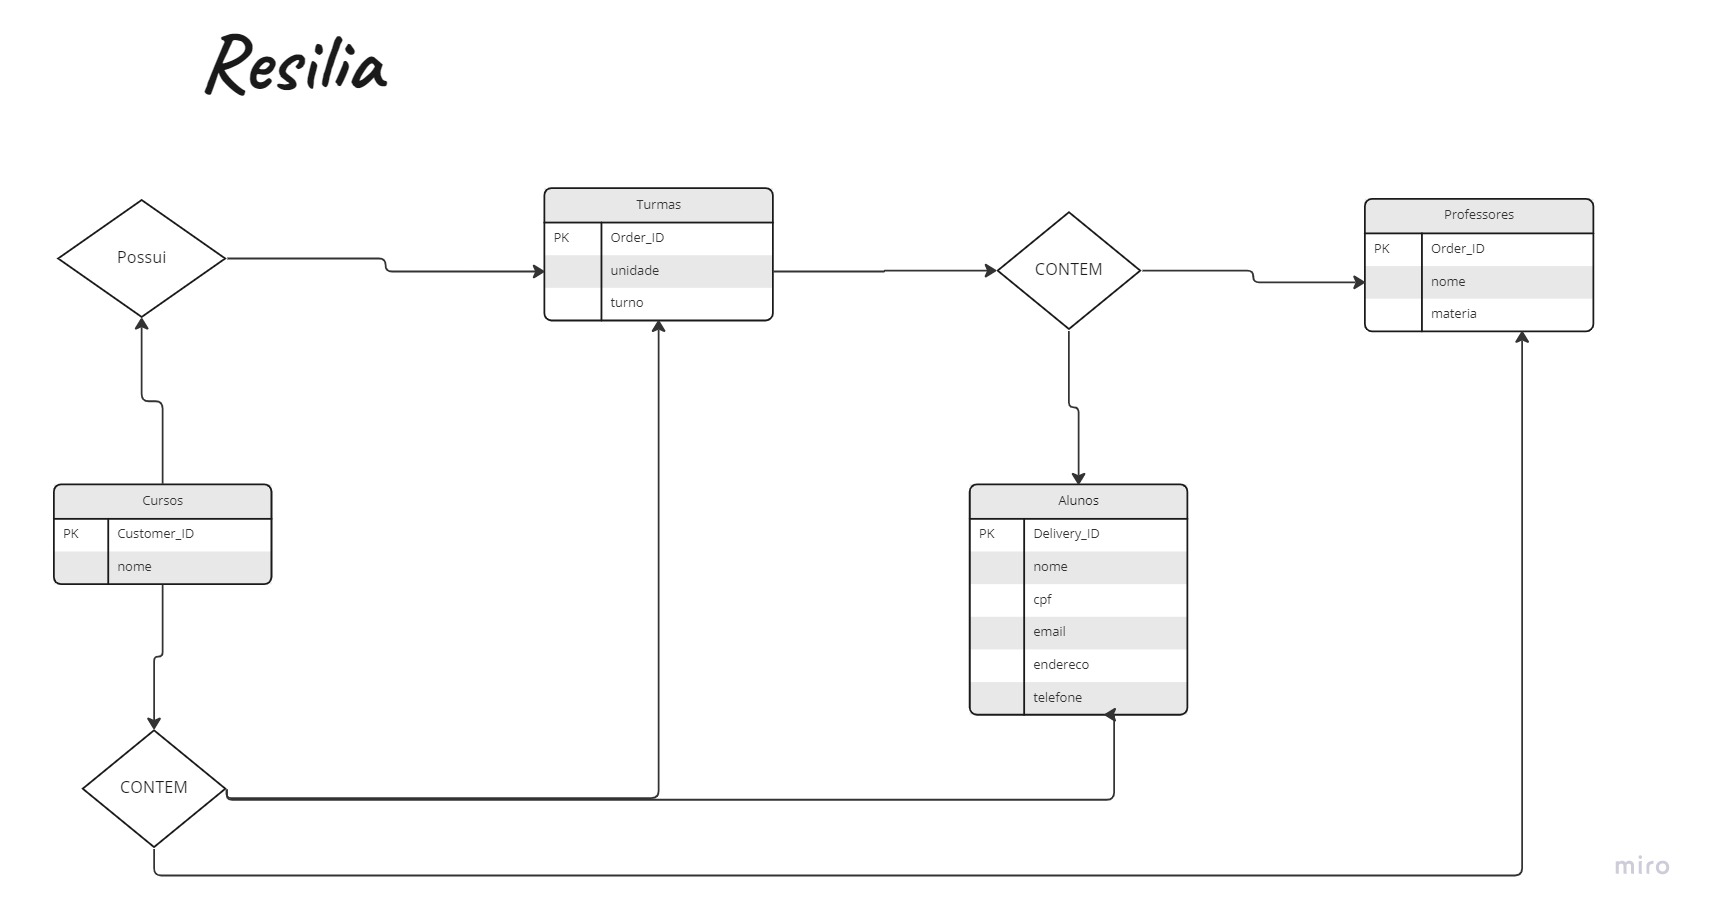 Resilia
Possui
Turmas
PK Order_ID
unidade
turno
CONTEM
Professores
PK Order_ID
nome
materia
Cursos
PK Customer_ID
nome
Alunos
PK Delivery_ID
nome
cpf
email
endereco
telefone
CONTEM
miro